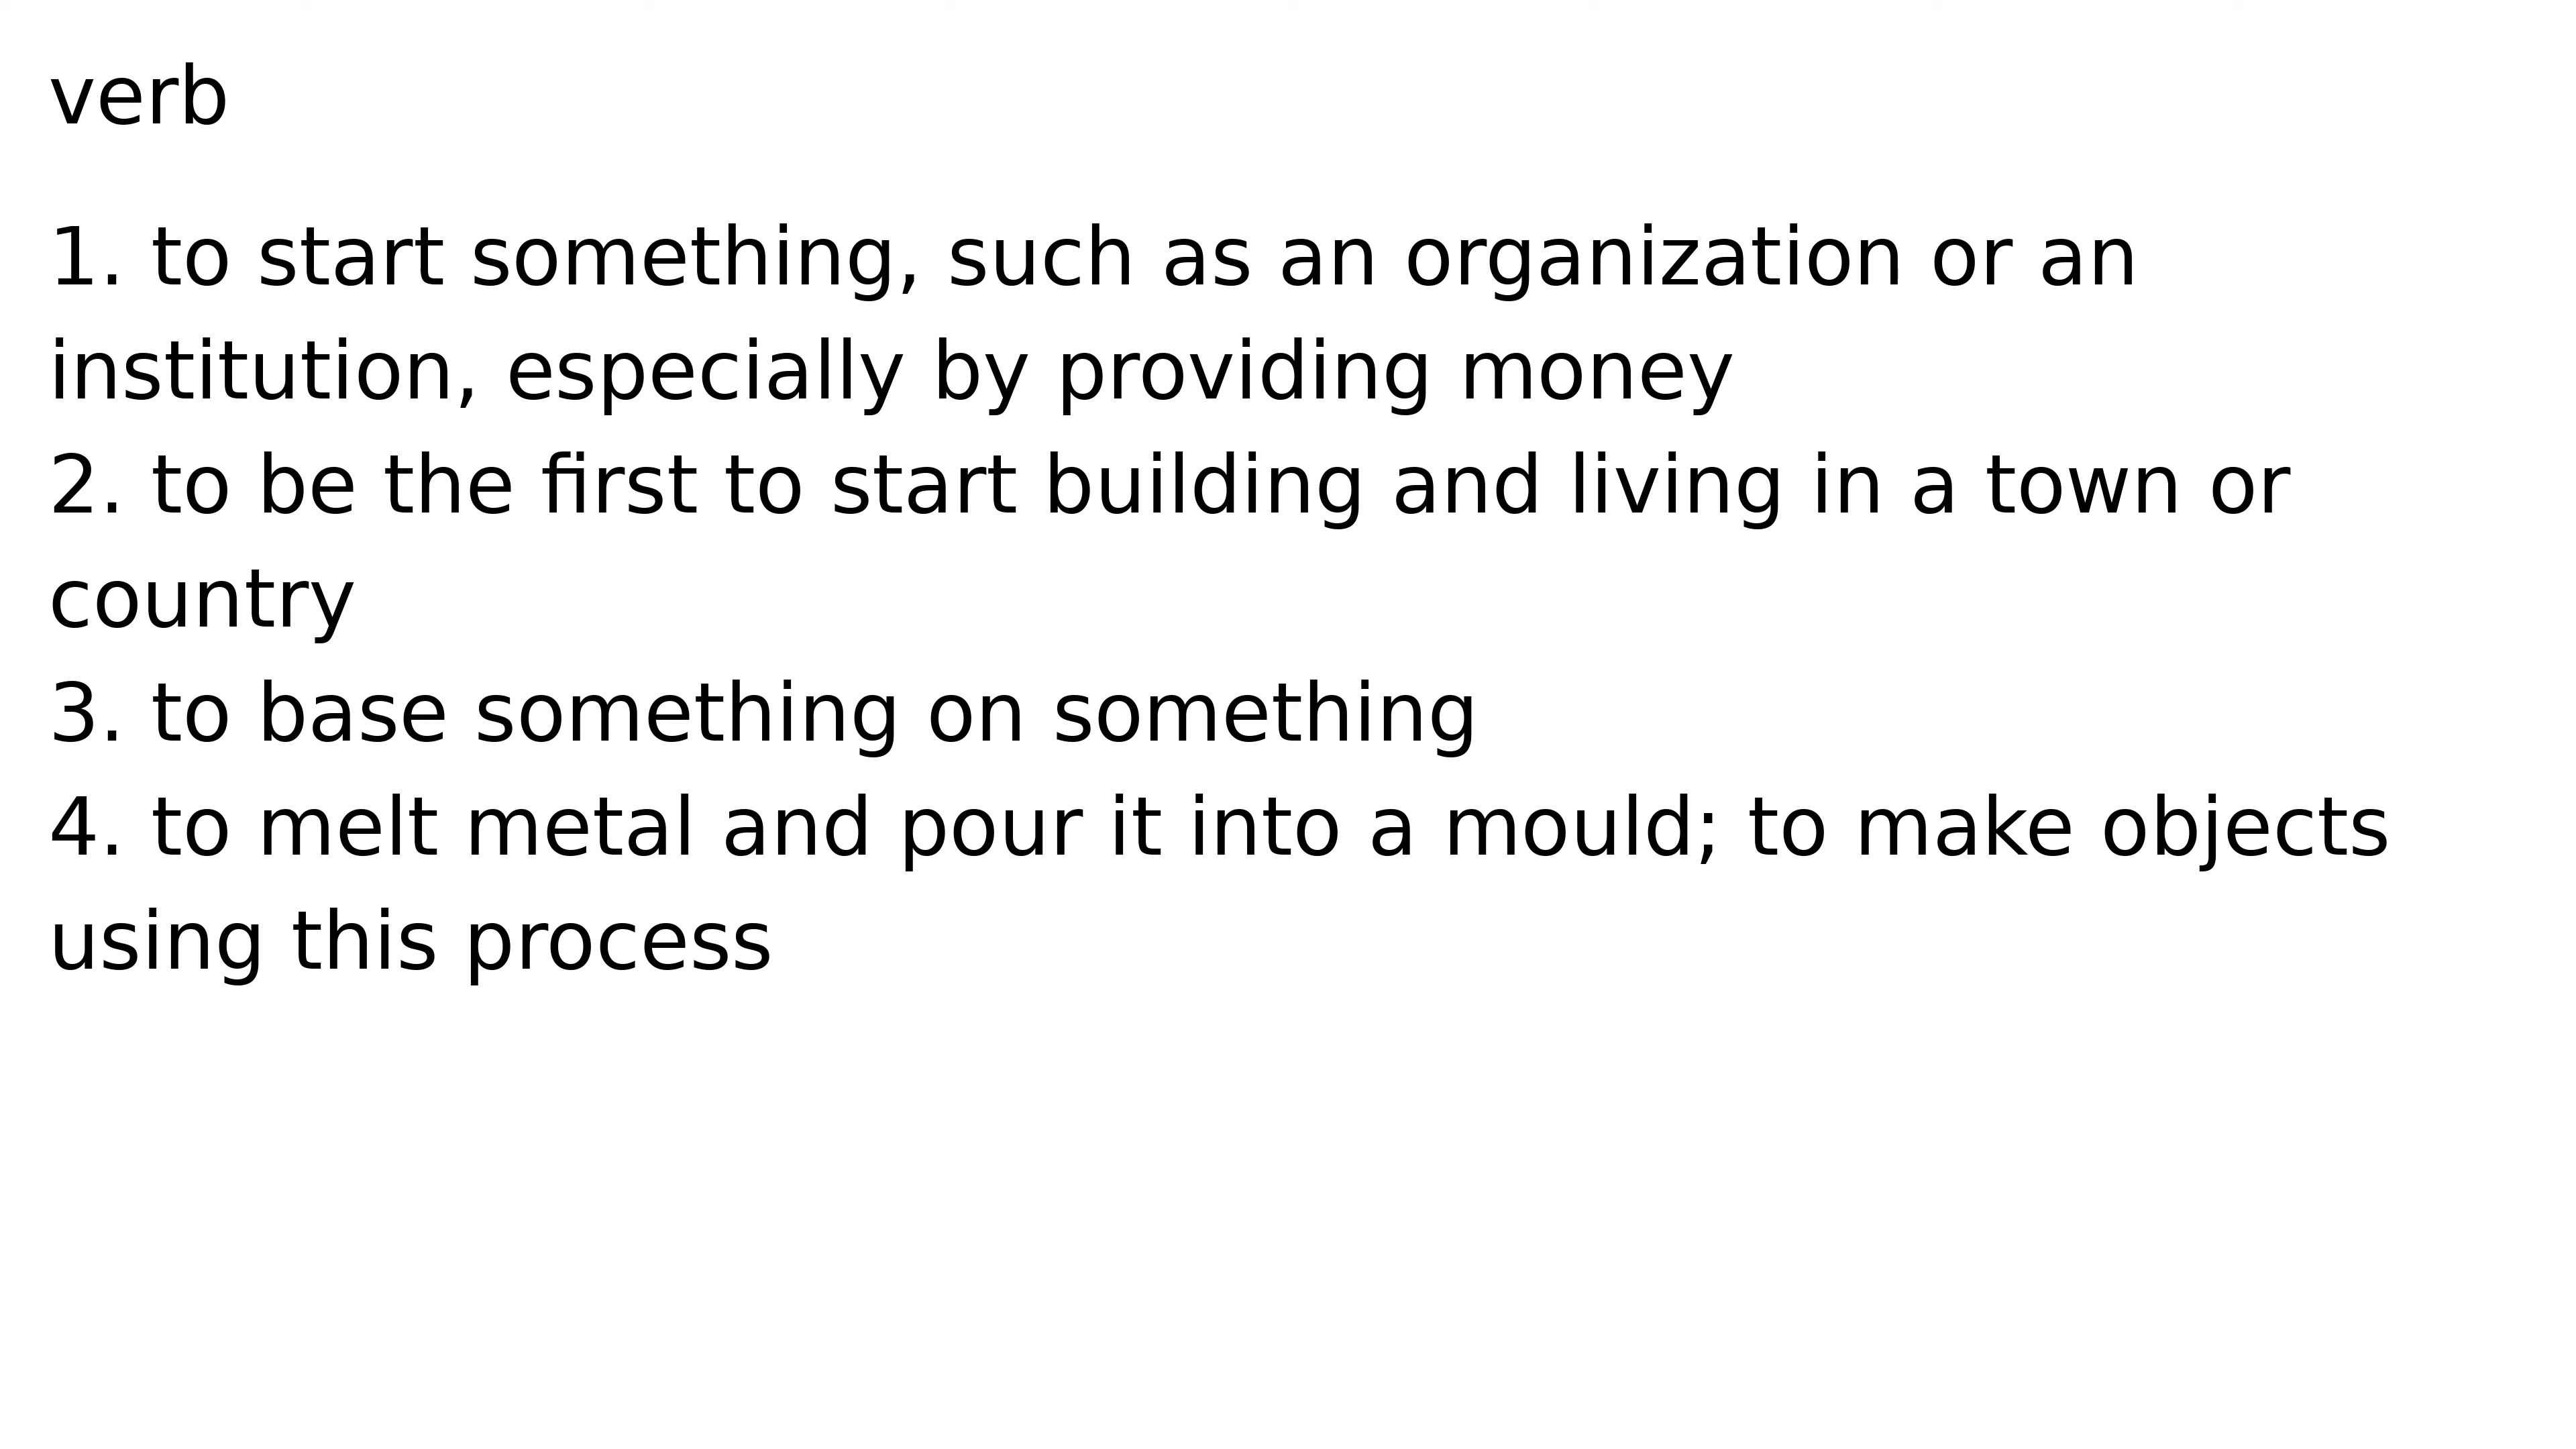 verb
1. to start something, such as an organization or an
institution, especially by providing money
2. to be the first to start building and living in a town or
country
3. to base something on something
4. to melt metal and pour it into a mould; to make objects
using this process